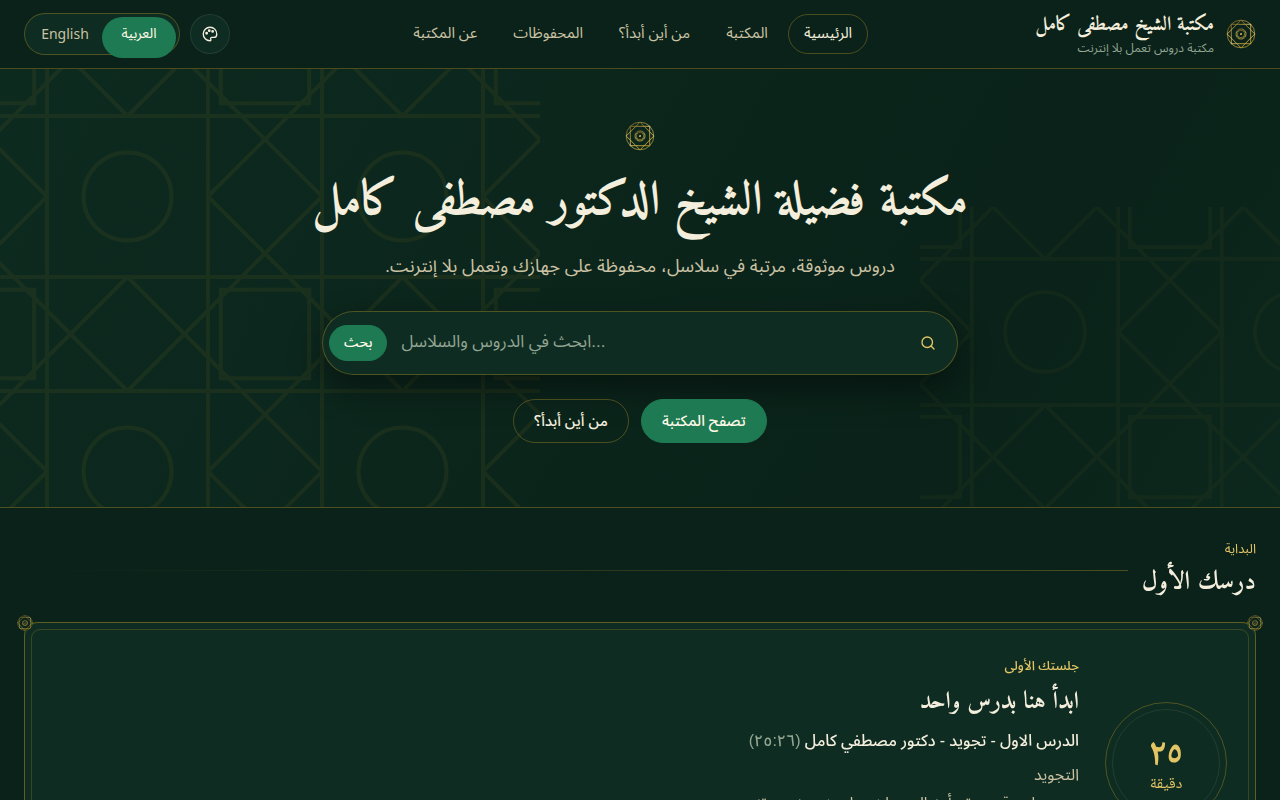 مكتبة الشيخ مصطفى كامل
مكتبة دروس تعمل بلا إنترنت
الرئيسية
المكتبة
من أين أبدأ؟
المحفوظات
عن المكتبة
العربية
English
مكتبة فضيلة الشيخ الدكتور مصطفى كامل
دروس موثوقة، مرتبة في سلاسل، محفوظة على جهازك وتعمل بلا إنترنت.
ابحث في الدروس والسلاسل...
بحث
تصفح المكتبة
من أين أبدأ؟
البداية
درسك الأول
جلستك الأولى
ابدأ هنا بدرس واحد
الدرس الاول - تجويد - دكتور مصطفي كامل (٢٥:٢٦)
التجويد
٢٥
دقيقة